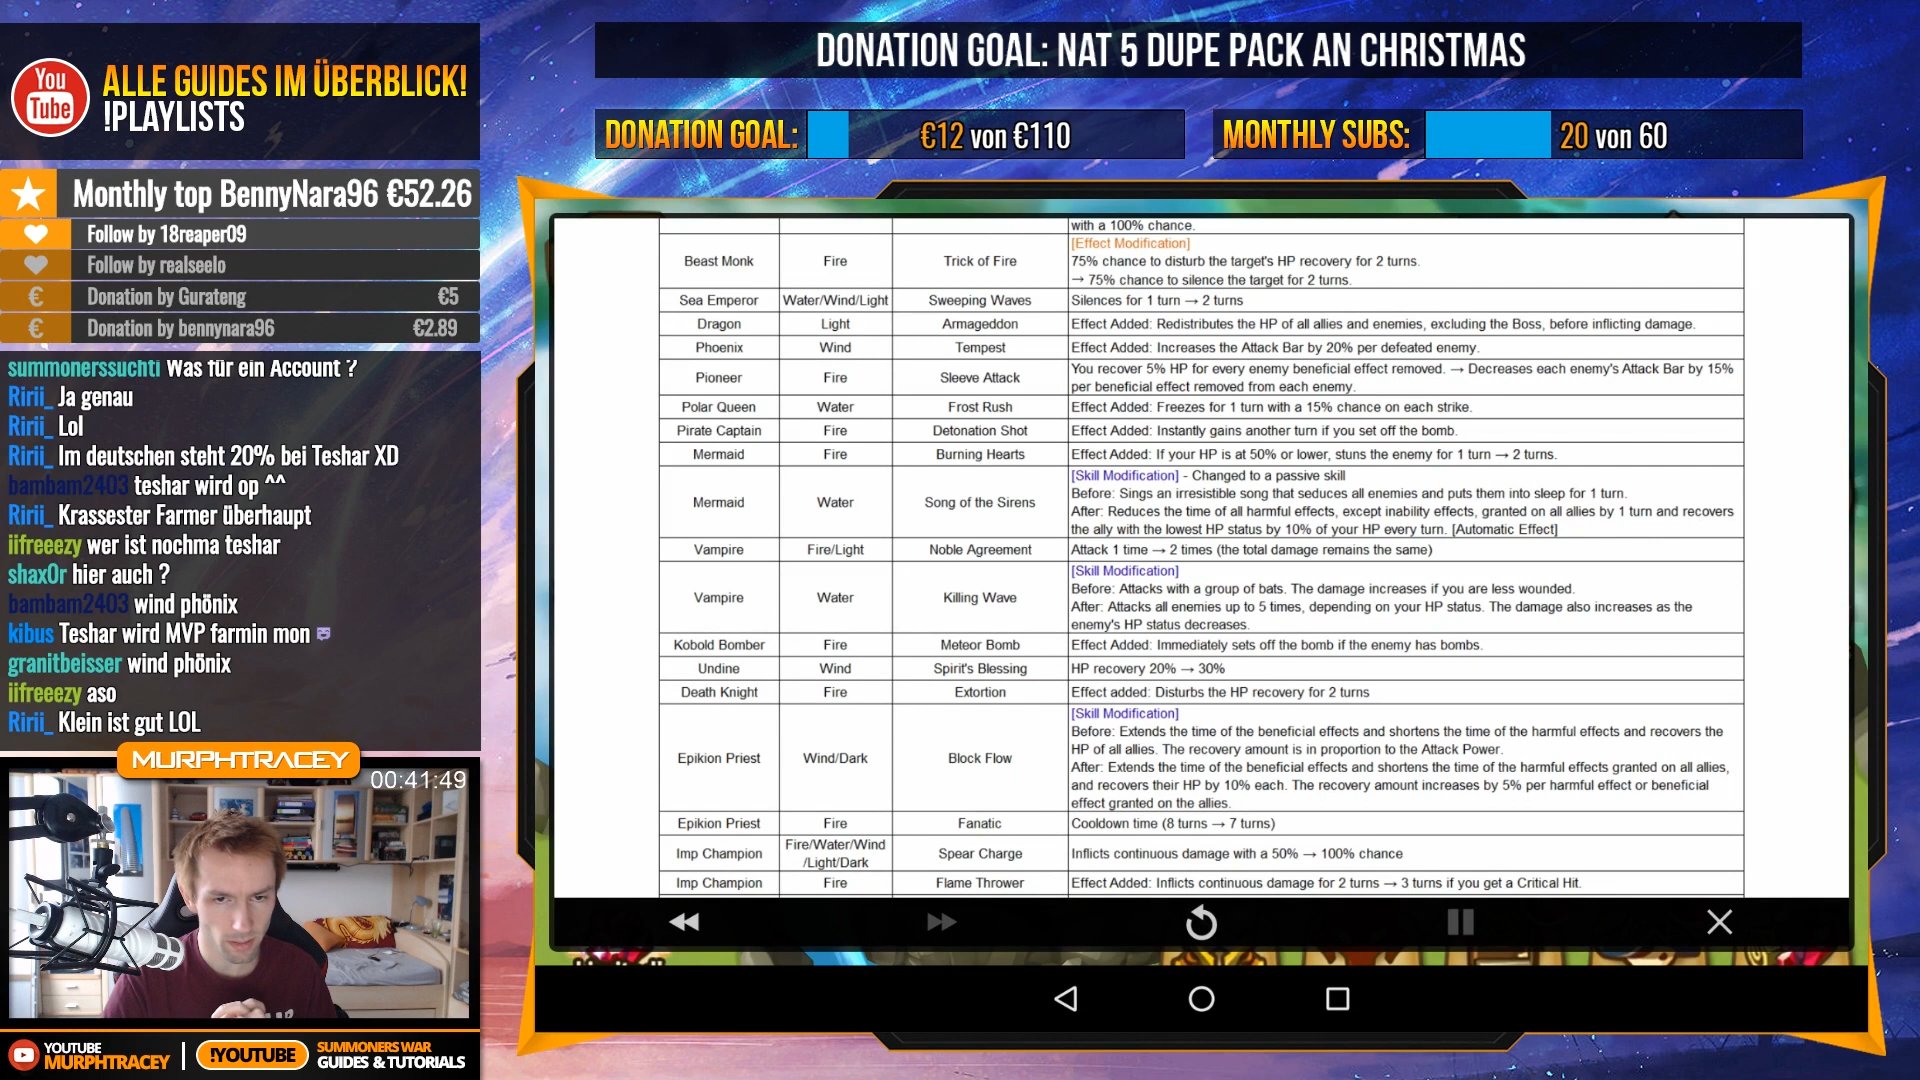 You
Tube
ALLE GUIDES IM ÜBERBLICK!
!PLAYLISTS
Monthly top BennyNara96 €52.26
Follow by 18reaper09
Follow by realseelo
€ Donation by Gurateng €5
€ Donation by bennynara96 €2.89
summonerssuchti Was für ein Account ?
Ririi_ Ja genau
Ririi_ Lol
Ririi_ Im deutschen steht 20% bei Teshar XD
bambam2403 teshar wird op ^^
Ririi_ Krassester Farmer überhaupt
iifreeezy wer ist nochma teshar
shax0r hier auch ?
bambam2403 wind phönix
kibus Teshar wird MVP farmin mon
granitbeisser wind phönix
iifreeezy aso
Ririi_ Klein ist gut LOL
MURPHTRACEY
00:41:49
YOUTUBE
MURPHTRACEY
!YOUTUBE
SUMMONERS WAR
GUIDES & TUTORIALS
DONATION GOAL: NAT 5 DUPE PACK AN CHRISTMAS
DONATION GOAL: €12 von €110
MONTHLY SUBS: 20 von 60
with a 100% chance.
Beast Monk Fire Trick of Fire [Effect Modification]
75% chance to disturb the target's HP recovery for 2 turns.
→ 75% chance to silence the target for 2 turns.
Sea Emperor Water/Wind/Light Sweeping Waves Silences for 1 turn → 2 turns
Dragon Light Armageddon Effect Added: Redistributes the HP of all allies and enemies, excluding the Boss, before inflicting damage.
Phoenix Wind Tempest Effect Added: Increases the Attack Bar by 20% per defeated enemy.
Pioneer Fire Sleeve Attack You recover 5% HP for every enemy beneficial effect removed. → Decreases each enemy's Attack Bar by 15%
per beneficial effect removed from each enemy.
Polar Queen Water Frost Rush Effect Added: Freezes for 1 turn with a 15% chance on each strike.
Pirate Captain Fire Detonation Shot Effect Added: Instantly gains another turn if you set off the bomb.
Mermaid Fire Burning Hearts Effect Added: If your HP is at 50% or lower, stuns the enemy for 1 turn → 2 turns.
Mermaid Water Song of the Sirens [Skill Modification] - Changed to a passive skill
Before: Sings an irresistible song that seduces all enemies and puts them into sleep for 1 turn.
After: Reduces the time of all harmful effects, except inability effects, granted on all allies by 1 turn and recovers
the ally with the lowest HP status by 10% of your HP every turn. [Automatic Effect]
Vampire Fire/Light Noble Agreement Attack 1 time → 2 times (the total damage remains the same)
Vampire Water Killing Wave [Skill Modification]
Before: Attacks with a group of bats. The damage increases if you are less wounded.
After: Attacks all enemies up to 5 times, depending on your HP status. The damage also increases as the
enemy's HP status decreases.
Kobold Bomber Fire Meteor Bomb Effect Added: Immediately sets off the bomb if the enemy has bombs.
Undine Wind Spirit's Blessing HP recovery 20% → 30%
Death Knight Fire Extortion Effect added: Disturbs the HP recovery for 2 turns
Epikion Priest Wind/Dark Block Flow [Skill Modification]
Before: Extends the time of the beneficial effects and shortens the time of the harmful effects and recovers the
HP of all allies. The recovery amount is in proportion to the Attack Power.
After: Extends the time of the beneficial effects and shortens the time of the harmful effects granted on all allies,
and recovers their HP by 10% each. The recovery amount increases by 5% per harmful effect or beneficial
effect granted on the allies.
Epikion Priest Fire Fanatic Cooldown time (8 turns → 7 turns)
Imp Champion Fire/Water/Wind
/Light/Dark Spear Charge Inflicts continuous damage with a 50% → 100% chance
Imp Champion Fire Flame Thrower Effect Added: Inflicts continuous damage for 2 turns → 3 turns if you get a Critical Hit.